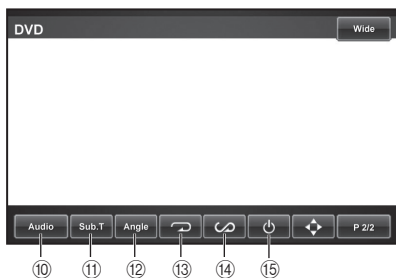 DVD Wide
Audio Sub.T Angle P 2/2
⑩ ⑪ ⑫ ⑬ ⑭ ⑮